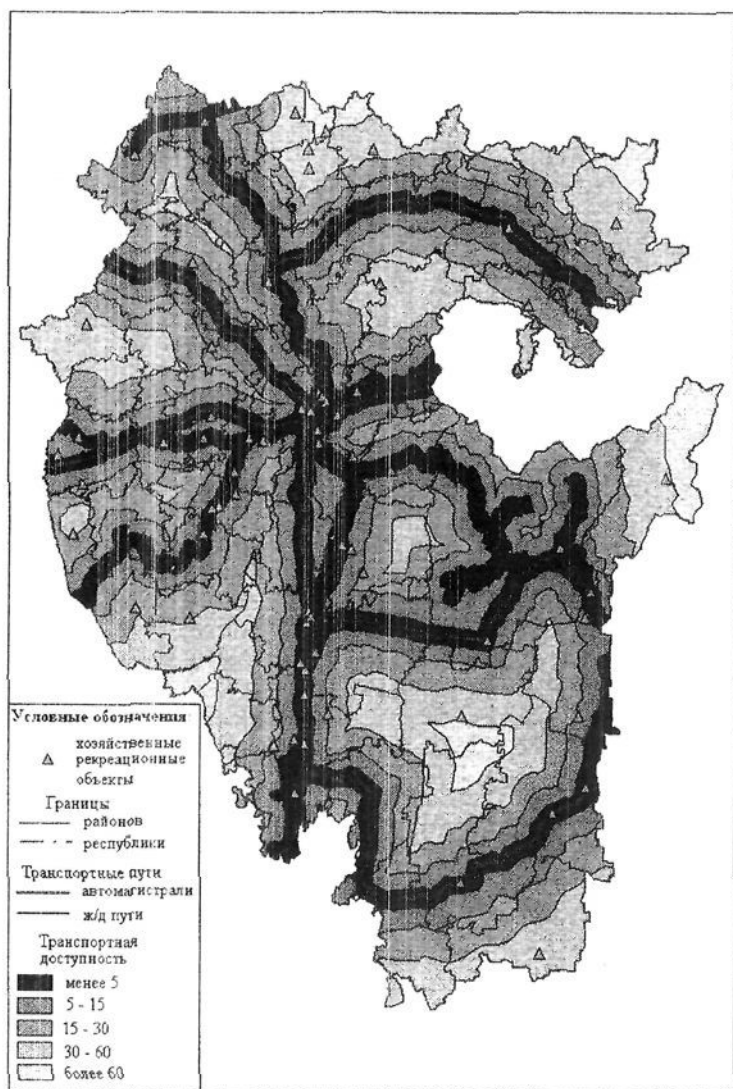 Условные обозначения
хозяйственные
рекреационные
объекты
Границы
районов
республики
Транспортные пути
автомагистрали
ж/д пути
Транспортная
доступность
менее 5
5 - 15
15 - 30
30 - 60
более 60